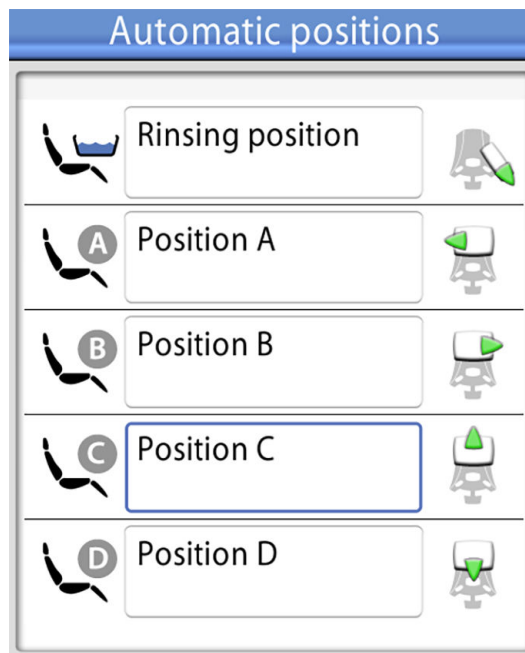 Automatic positions
Rinsing position
A
Position A
B
Position B
C
Position C
D
Position D